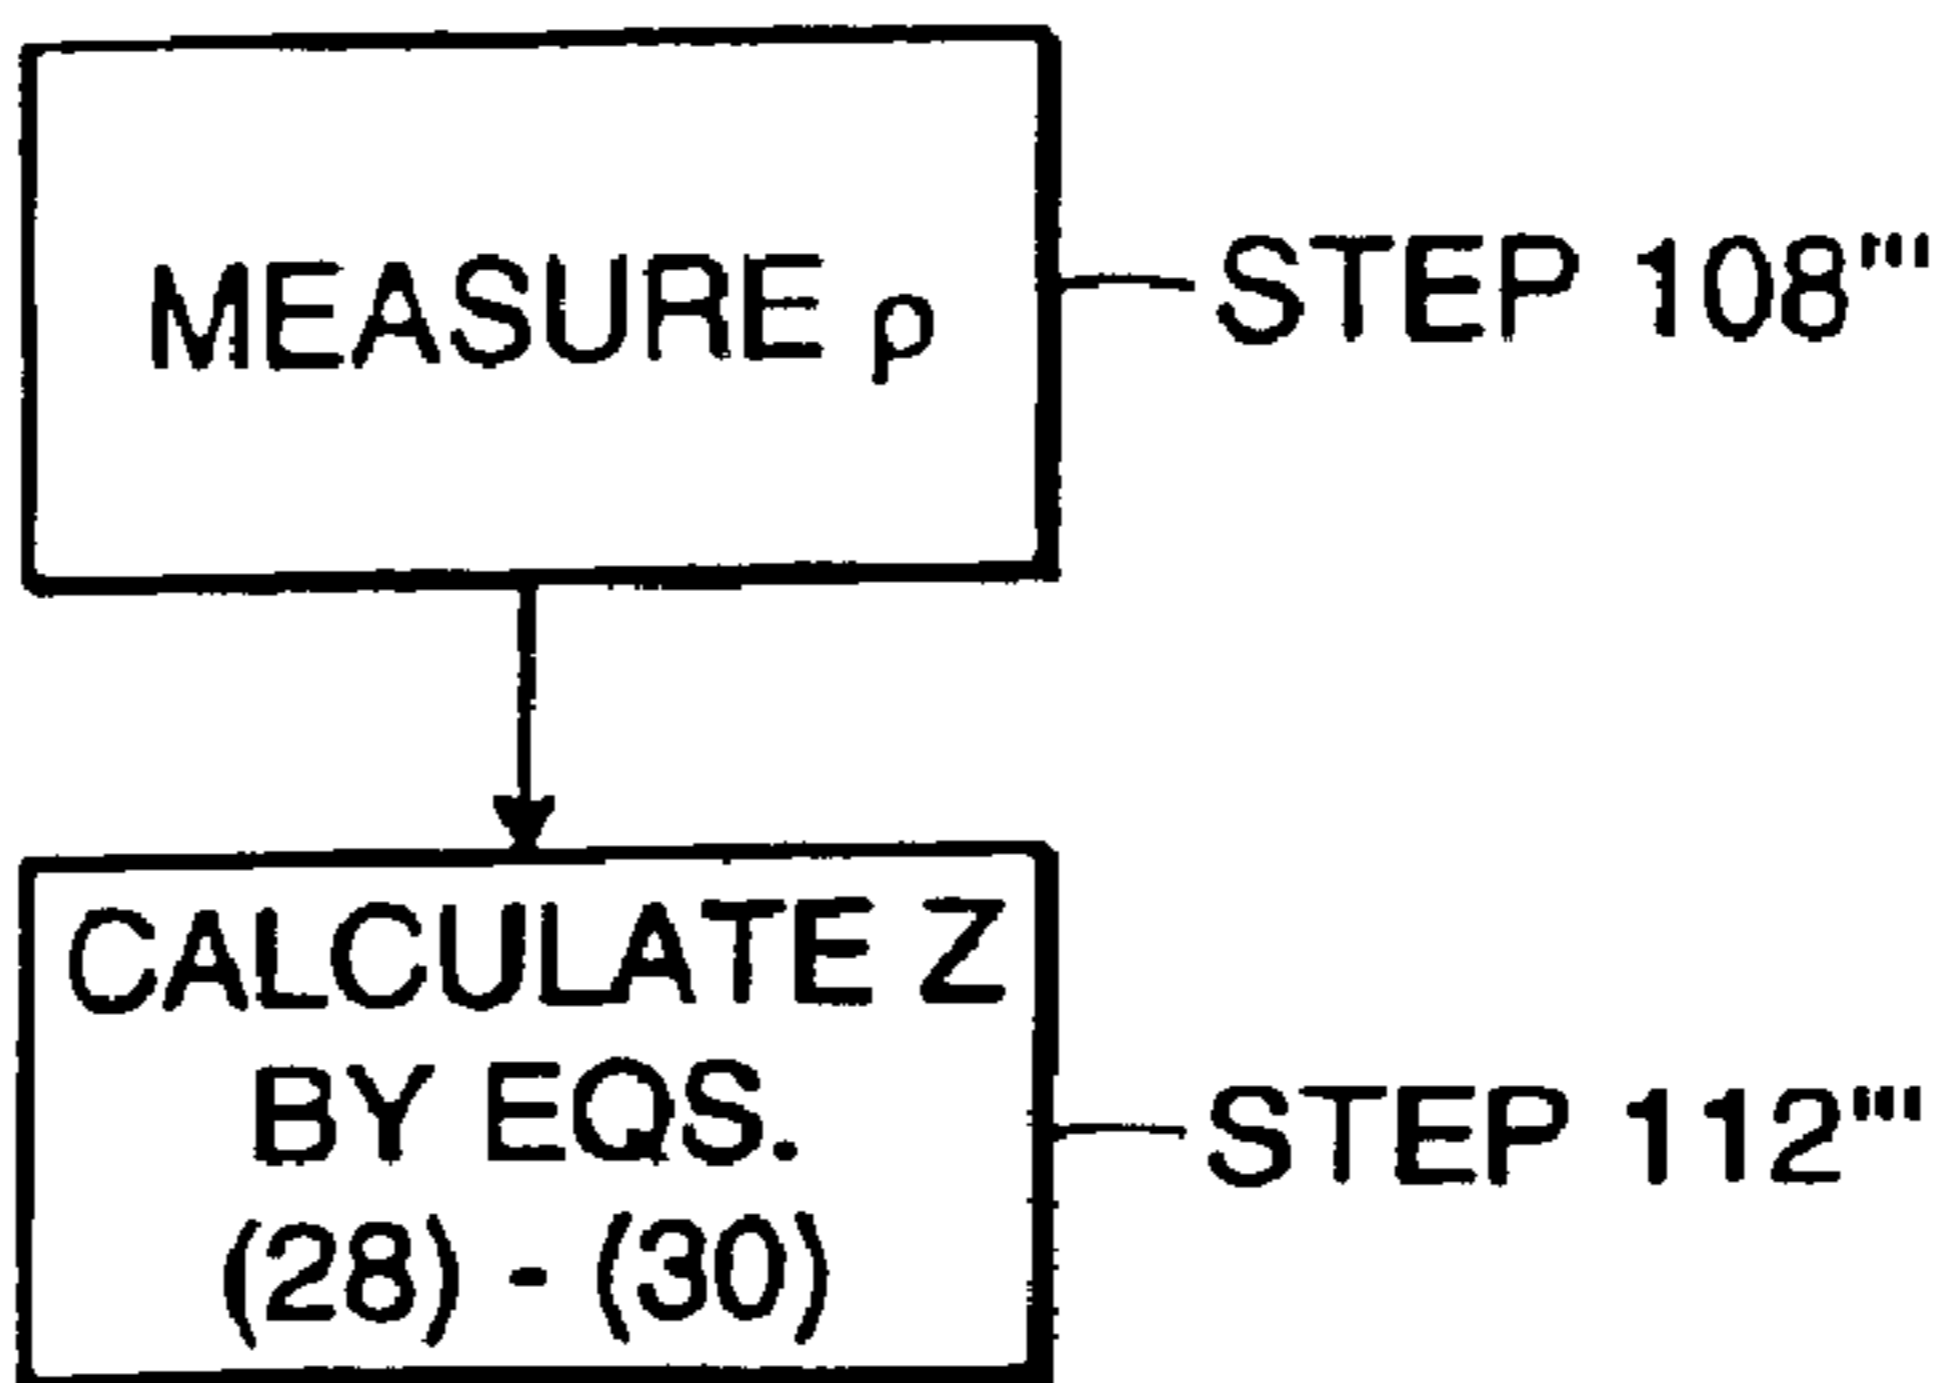 MEASURE ρ
STEP 108'''
CALCULATE Z
BY EQS.
(28) - (30)
STEP 112'''